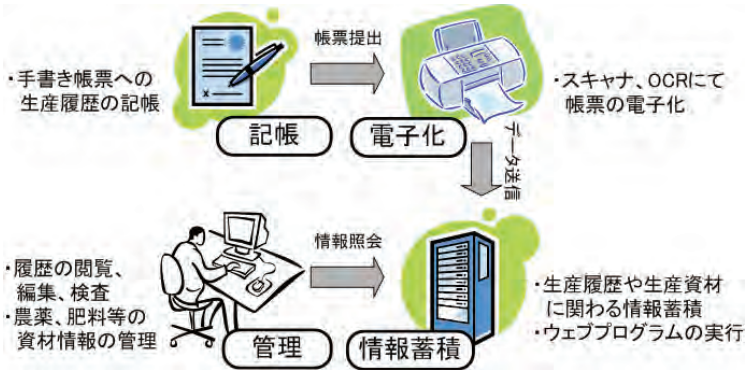 帳票提出
・手書き帳票への
生産履歴の記帳
・スキャナ、OCRにて
帳票の電子化
記帳
電子化
データ送信
情報照会
・履歴の閲覧、
編集、検査
・農薬、肥料等の
資材情報の管理
・生産履歴や生産資材
に関わる情報蓄積
・ウェブプログラムの実行
管理
情報蓄積